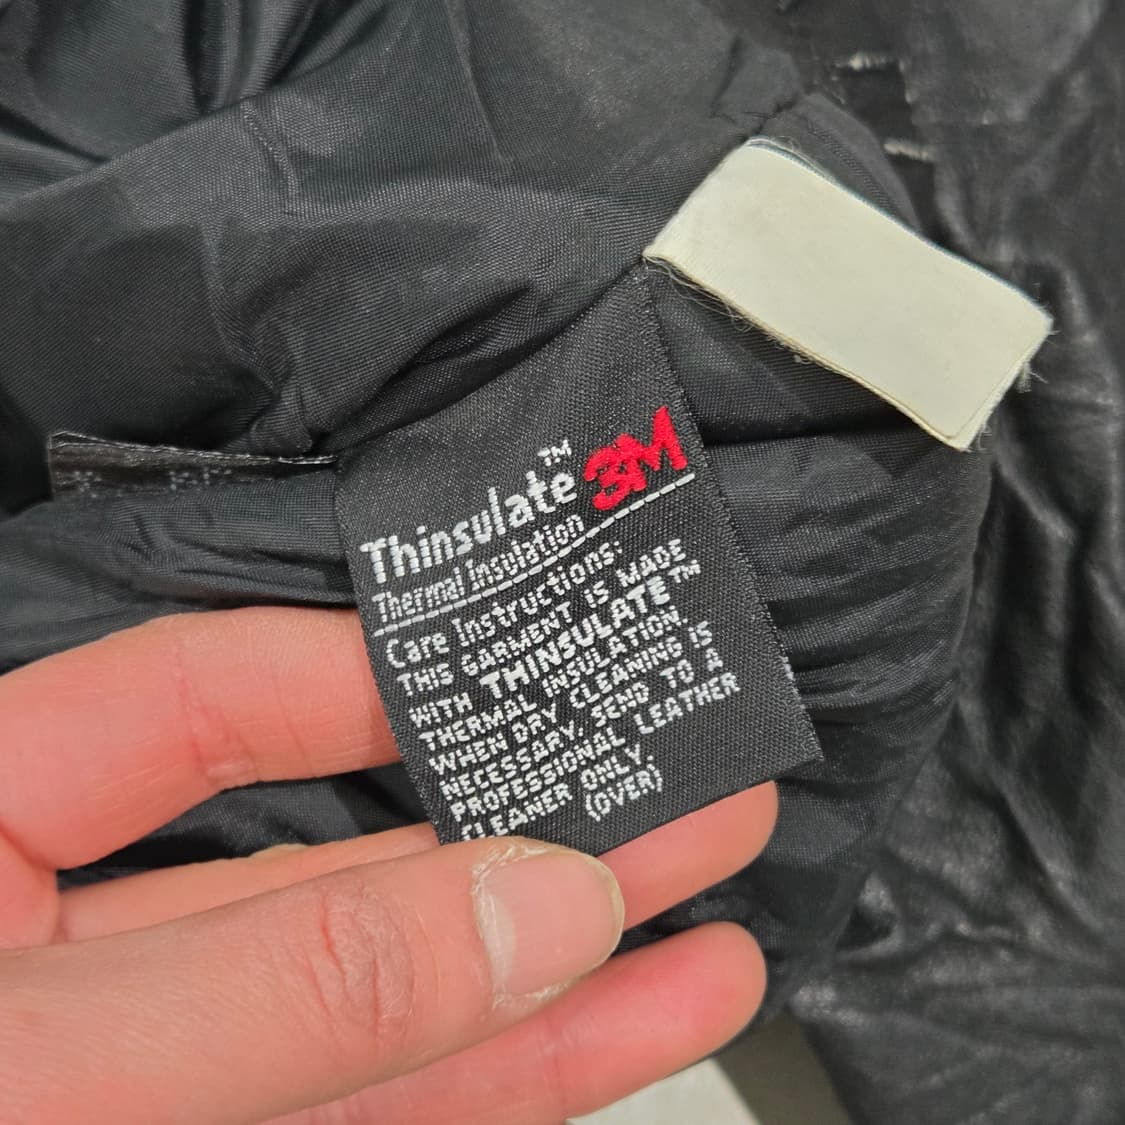 Thinsulate™ 3M
Thermal Insulation
Care Instructions:
THIS GARMENT IS MADE
WITH THINSULATE™
THERMAL INSULATION.
WHEN DRY CLEANING IS
NECESSARY, SEND TO A
PROFESSIONAL LEATHER
CLEANER ONLY.
(OVER)